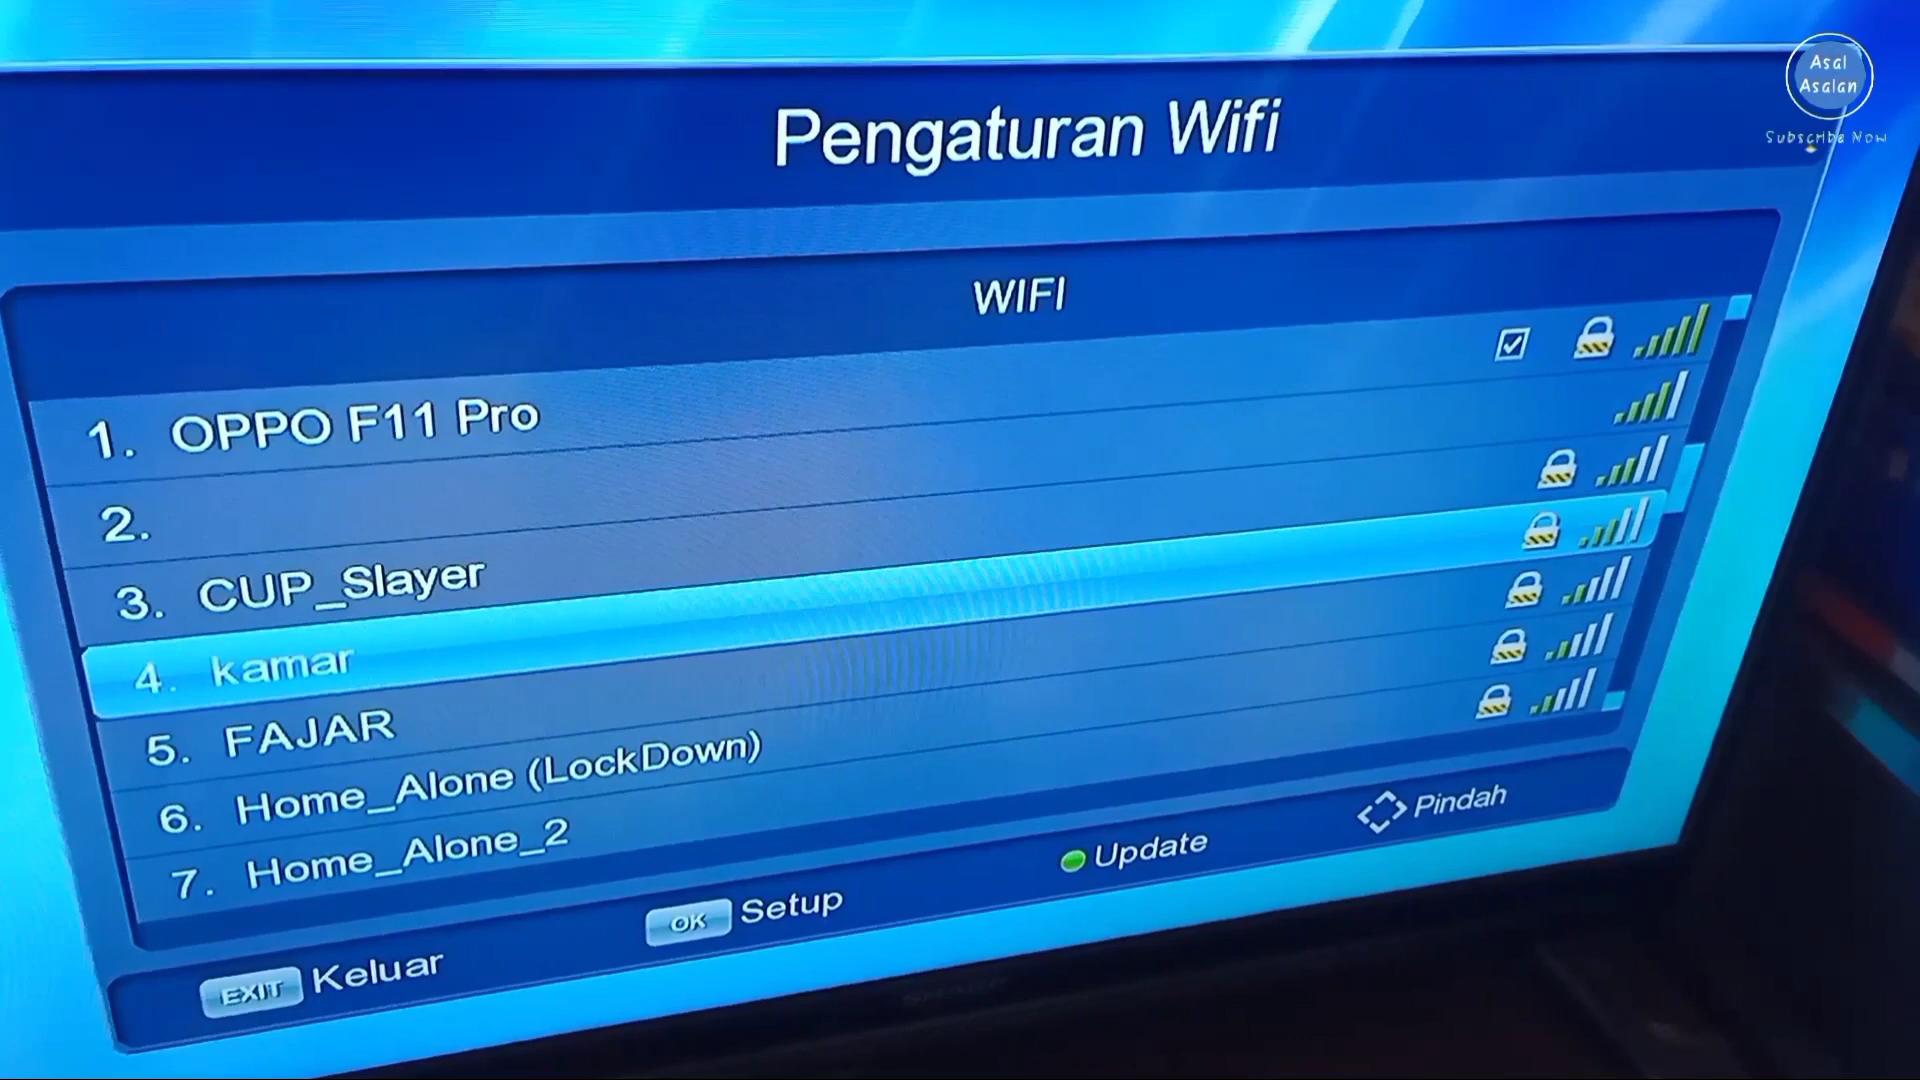 Asal
Asalan
Subscribe Now
Pengaturan Wifi
WIFI
1. OPPO F11 Pro
2.
3. CUP_Slayer
4. kamar
5. FAJAR
6. Home_Alone (LockDown)
7. Home_Alone_2
EXIT Keluar
OK Setup
Update
Pindah